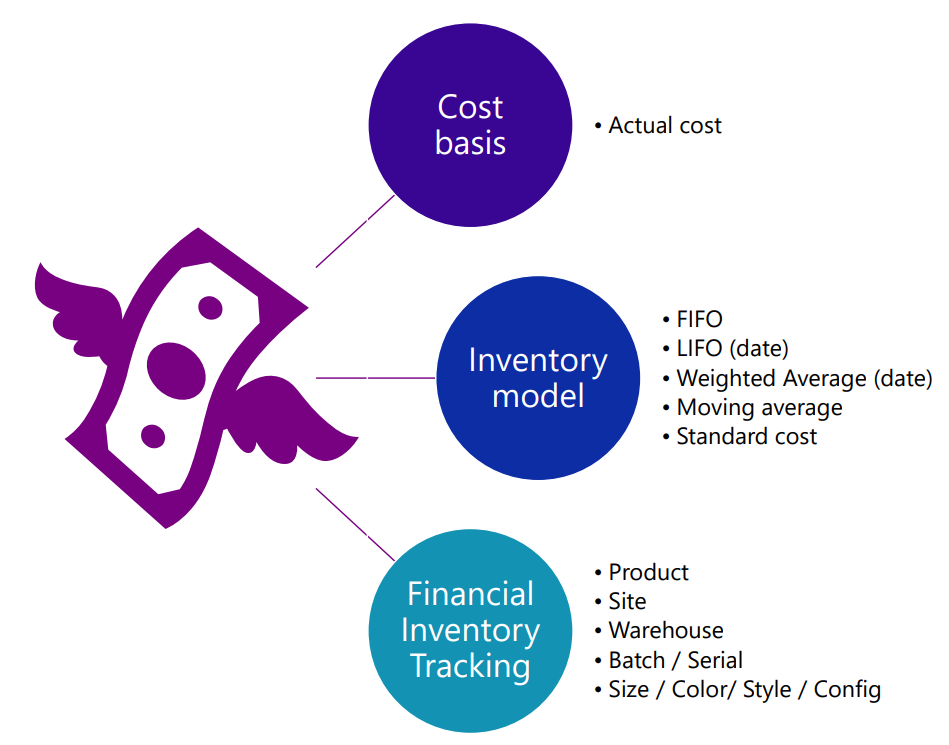 Cost
basis
• Actual cost
Inventory
model
• FIFO
• LIFO (date)
• Weighted Average (date)
• Moving average
• Standard cost
Financial
Inventory
Tracking
• Product
• Site
• Warehouse
• Batch / Serial
• Size / Color/ Style / Config